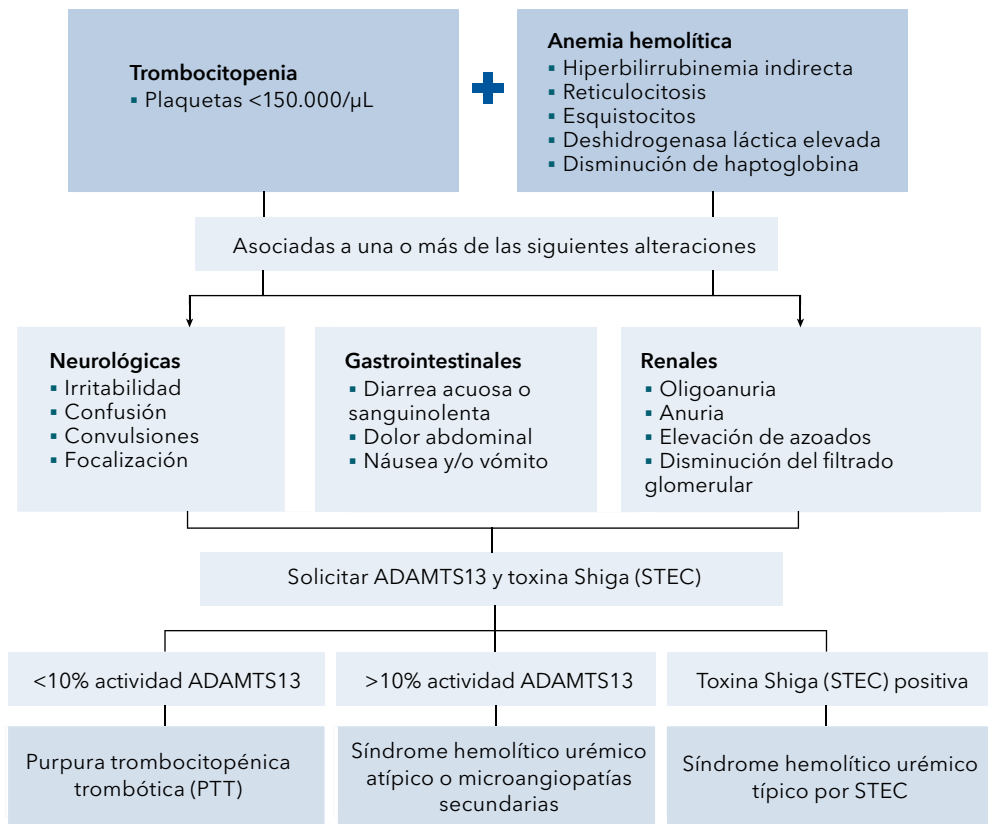 Trombocitopenia
▪ Plaquetas <150.000/µL
Anemia hemolítica
▪ Hiperbilirrubinemia indirecta
▪ Reticulocitosis
▪ Esquistocitos
▪ Deshidrogenasa láctica elevada
▪ Disminución de haptoglobina
Asociadas a una o más de las siguientes alteraciones
Neurológicas
▪ Irritabilidad
▪ Confusión
▪ Convulsiones
▪ Focalización
Gastrointestinales
▪ Diarrea acuosa o
sanguinolenta
▪ Dolor abdominal
▪ Náusea y/o vómito
Renales
▪ Oligoanuria
▪ Anuria
▪ Elevación de azoados
▪ Disminución del filtrado
glomerular
Solicitar ADAMTS13 y toxina Shiga (STEC)
<10% actividad ADAMTS13
>10% actividad ADAMTS13
Toxina Shiga (STEC) positiva
Purpura trombocitopénica
trombótica (PTT)
Síndrome hemolítico urémico
atípico o microangiopatías
secundarias
Síndrome hemolítico urémico
típico por STEC